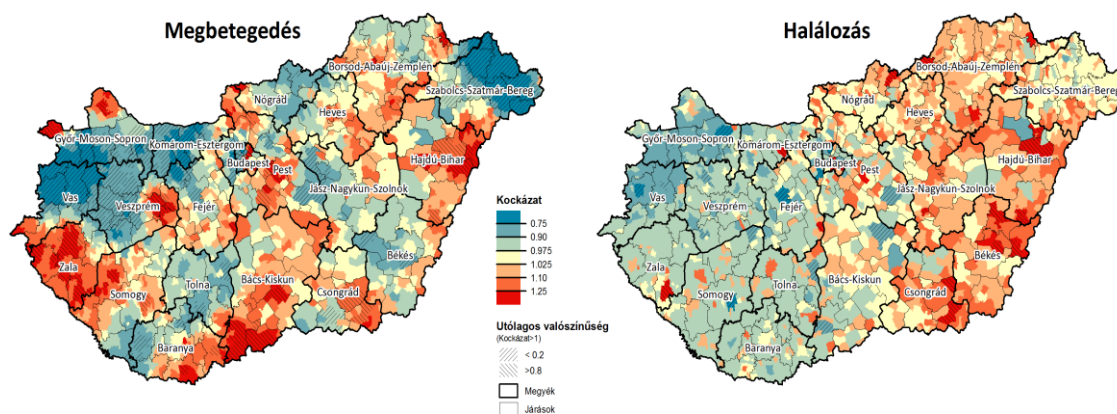 Megbetegedés
Borsod-Abaúj-Zemplén
Szabolcs-Szatmár-Bereg
Nógrád
Heves
Győr-Moson-Sopron
Komárom-Esztergom
Budapest
Pest
Hajdú-Bihar
Jász-Nagykun-Szolnok
Vas
Veszprém
Fejér
Békés
Zala
Somogy
Tolna
Bács-Kiskun
Csongrád
Baranya
Kockázat
0.75
0.90
0.975
1.025
1.10
1.25
Utólagos valószínűség
(Kockázat>1)
< 0.2
>0.8
Megyék
Járások
Halálozás
Borsod-Abaúj-Zemplén
Szabolcs-Szatmár-Bereg
Nógrád
Heves
Győr-Moson-Sopron
Komárom-Esztergom
Budapest
Pest
Hajdú-Bihar
Jász-Nagykun-Szolnok
Vas
Veszprém
Fejér
Békés
Zala
Somogy
Tolna
Bács-Kiskun
Csongrád
Baranya